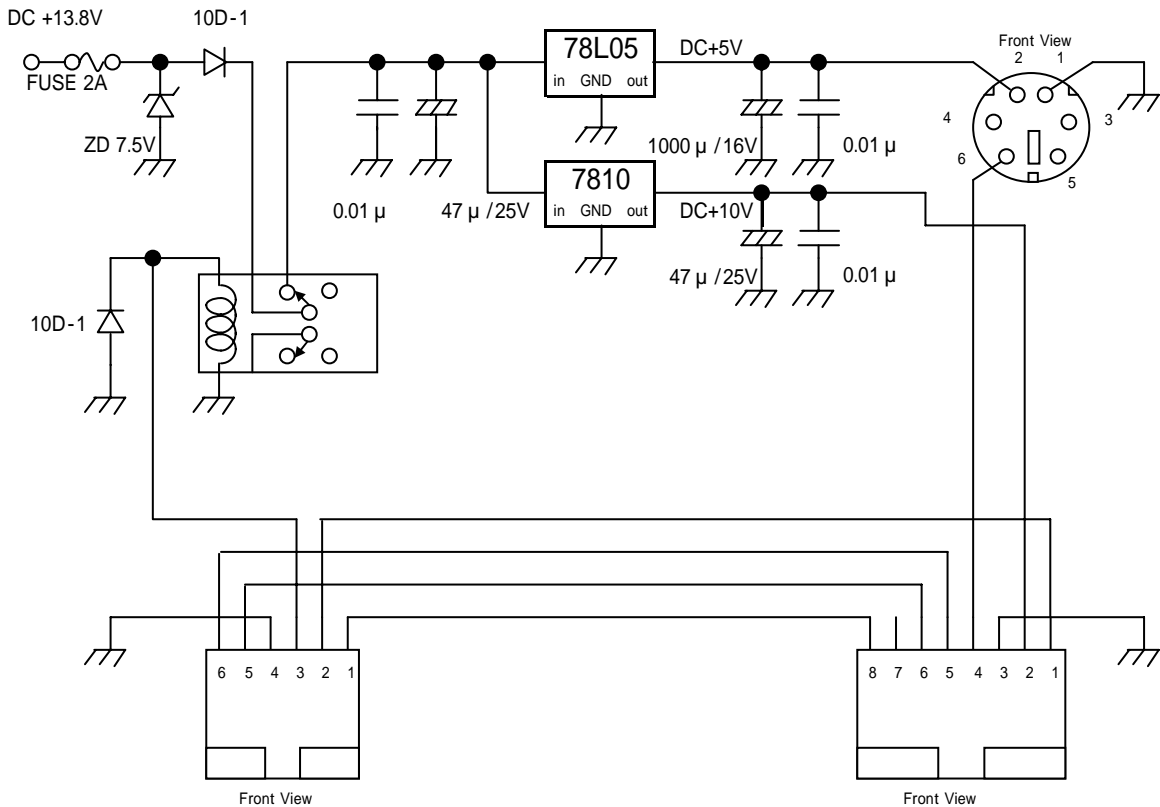 DC +13.8V
10D-1
FUSE 2A
ZD 7.5V
78L05
in GND out
DC+5V
Front View
2 1
4 3
6 5
0.01 µ
47 µ /25V
1000 µ /16V
0.01 µ
7810
in GND out
DC+10V
47 µ /25V
0.01 µ
10D-1
6 5 4 3 2 1
Front View
8 7 6 5 4 3 2 1
Front View